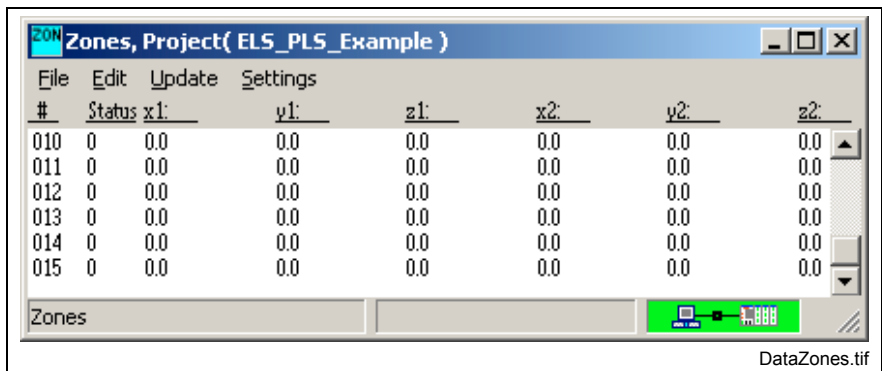 ZON Zones, Project( ELS_PLS_Example )
File Edit Update Settings
# Status x1: y1: z1: x2: y2: z2:
010 0 0.0 0.0 0.0 0.0 0.0 0.0
011 0 0.0 0.0 0.0 0.0 0.0 0.0
012 0 0.0 0.0 0.0 0.0 0.0 0.0
013 0 0.0 0.0 0.0 0.0 0.0 0.0
014 0 0.0 0.0 0.0 0.0 0.0 0.0
015 0 0.0 0.0 0.0 0.0 0.0 0.0
Zones
DataZones.tif